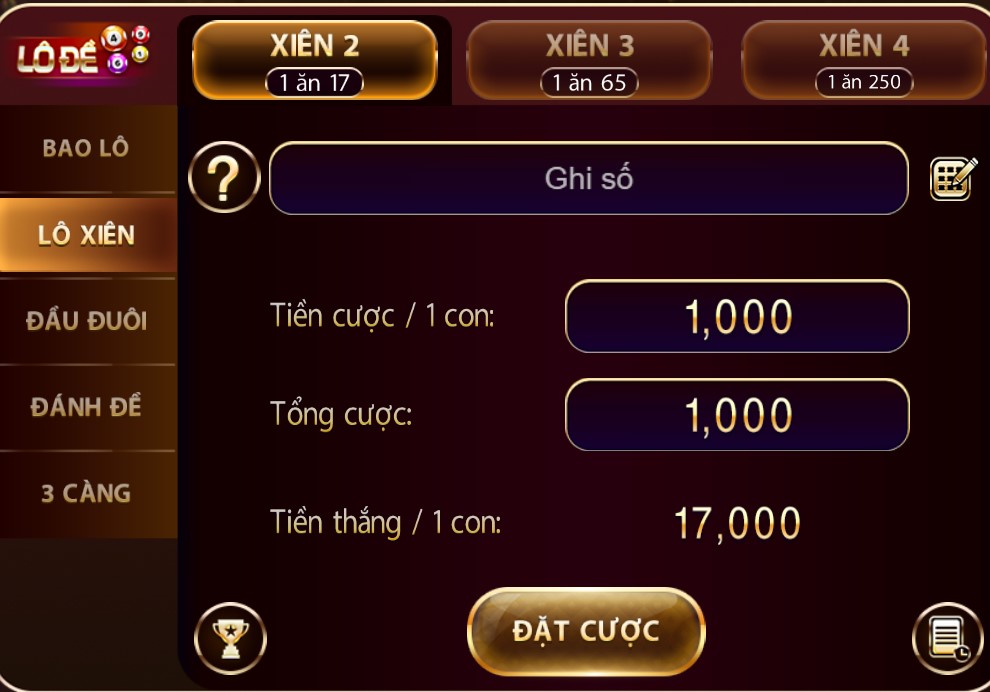 LÔ ĐỀ
XIÊN 2
1 ăn 17
XIÊN 3
1 ăn 65
XIÊN 4
1 ăn 250
BAO LÔ
LÔ XIÊN
ĐẦU ĐUÔI
ĐÁNH ĐỀ
3 CÀNG
?
Ghi số
Tiền cược / 1 con:
1,000
Tổng cược:
1,000
Tiền thắng / 1 con:
17,000
ĐẶT CƯỢC